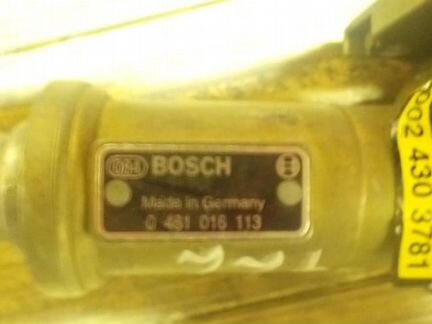 BOSCH
Made in Germany
0 481 016 113
002 430 3781